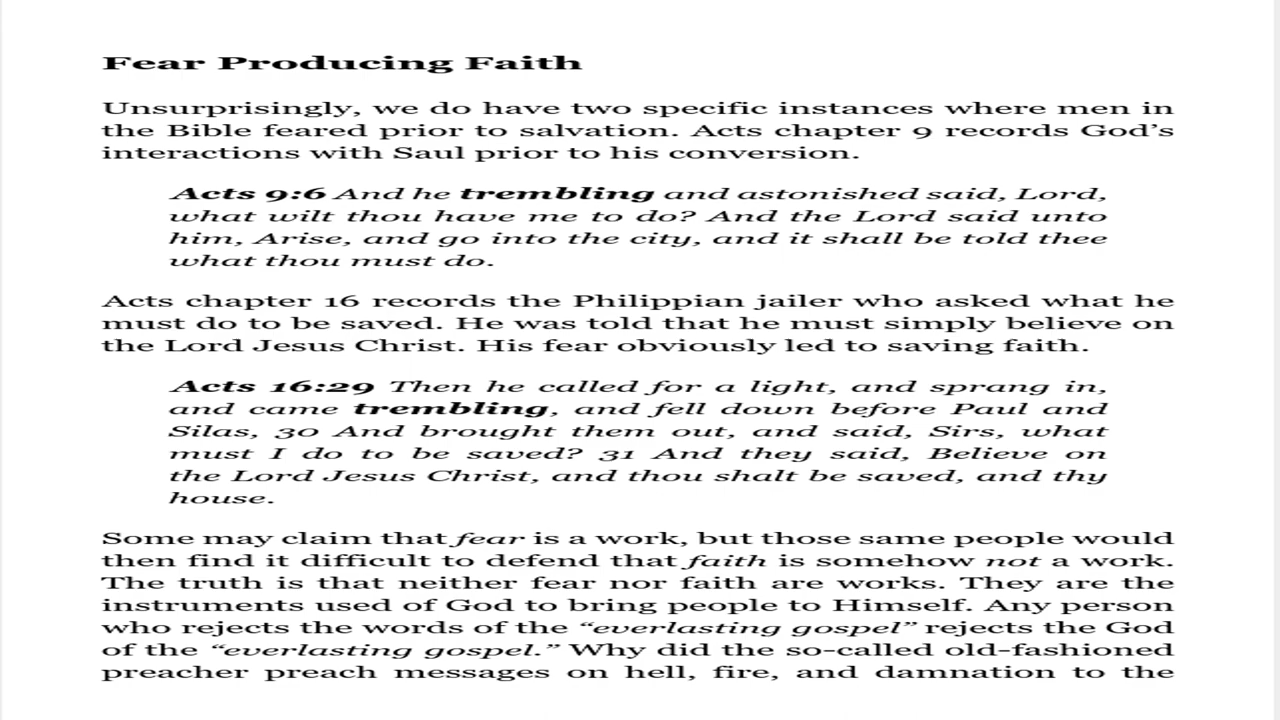 Fear Producing Faith
Unsurprisingly, we do have two specific instances where men in
the Bible feared prior to salvation. Acts chapter 9 records God's
interactions with Saul prior to his conversion.
Acts 9:6 And he trembling and astonished said, Lord,
what wilt thou have me to do? And the Lord said unto
him, Arise, and go into the city, and it shall be told thee
what thou must do.
Acts chapter 16 records the Philippian jailer who asked what he
must do to be saved. He was told that he must simply believe on
the Lord Jesus Christ. His fear obviously led to saving faith.
Acts 16:29 Then he called for a light, and sprang in,
and came trembling, and fell down before Paul and
Silas, 30 And brought them out, and said, Sirs, what
must I do to be saved? 31 And they said, Believe on
the Lord Jesus Christ, and thou shalt be saved, and thy
house.
Some may claim that fear is a work, but those same people would
then find it difficult to defend that faith is somehow not a work.
The truth is that neither fear nor faith are works. They are the
instruments used of God to bring people to Himself. Any person
who rejects the words of the “everlasting gospel” rejects the God
of the “everlasting gospel.” Why did the so-called old-fashioned
preacher preach messages on hell, fire, and damnation to the